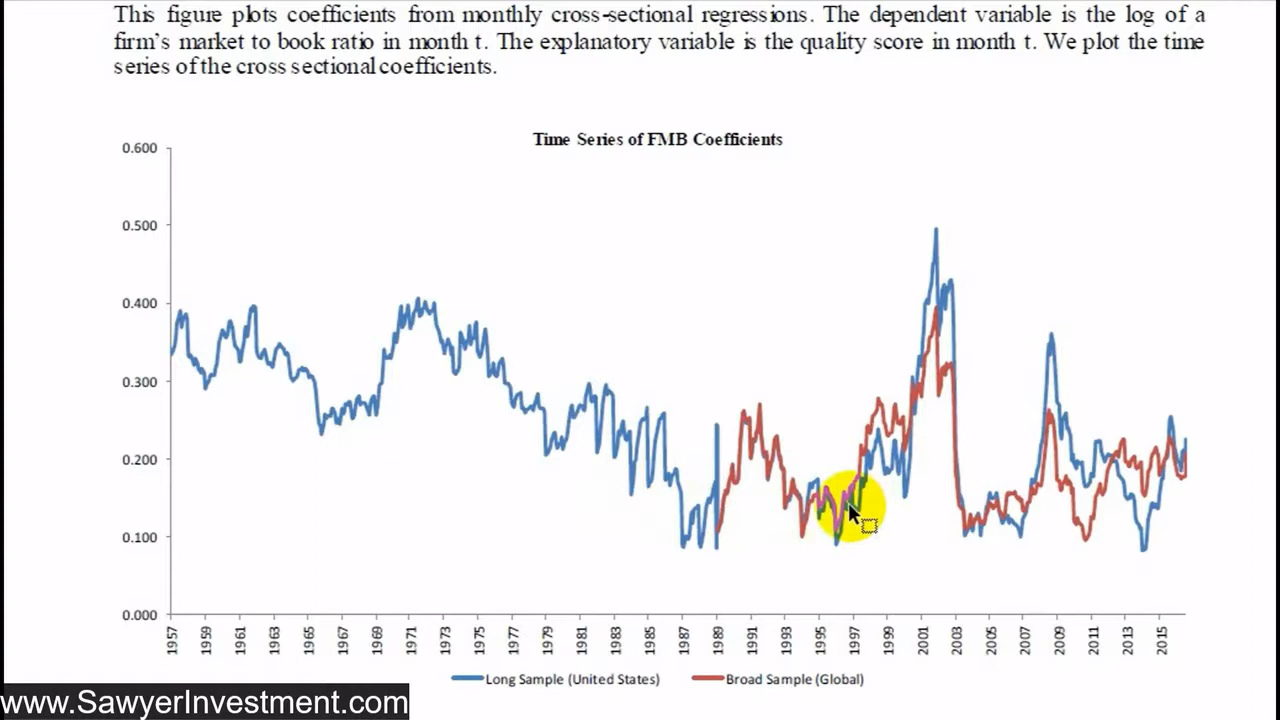 This figure plots coefficients from monthly cross-sectional regressions. The dependent variable is the log of a
firm's market to book ratio in month t. The explanatory variable is the quality score in month t. We plot the time
series of the cross sectional coefficients.
Time Series of FMB Coefficients
0.600
0.500
0.400
0.300
0.200
0.100
0.000
1957 1959 1961 1963 1965 1967 1969 1971 1973 1975 1977 1979 1981 1983 1985 1987 1989 1991 1993 1995 1997 1999 2001 2003 2005 2007 2009 2011 2013 2015
Long Sample (United States) Broad Sample (Global)
www.SawyerInvestment.com